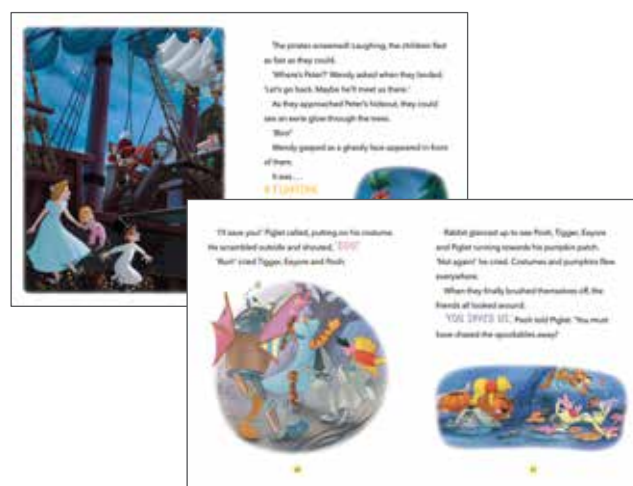 The pirates screamed! Laughing, the children fled
as fast as they could.
'Where's Peter?' Wendy asked when they landed.
'Let's go back. Maybe he'll meet us there.'
As they approached Peter's hideout, they could
see an eerie glow through the trees.
'Boo!'
Wendy gasped as a ghostly face appeared in front
of them.
It was . . .
A FLOATING
'I'll save you!' Piglet called, putting on his costume.
He scrambled outside and shouted, 'BOO!'
'Run!' cried Tigger, Eeyore and Pooh.
Rabbit glanced up to see Pooh, Tigger, Eeyore
and Piglet running towards his pumpkin patch.
'Not again!' he cried. Costumes and pumpkins flew
everywhere.
When they finally brushed themselves off, the
friends all looked around.
'YOU SAVED US,' Pooh told Piglet. 'You must
have chased the spookables away!'